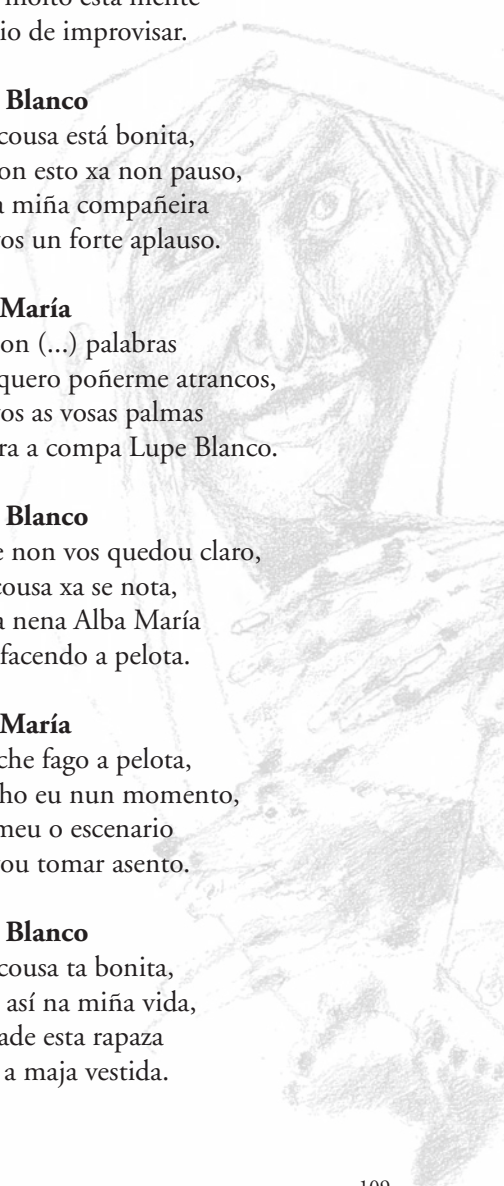 moito esta mente
io de improvisar.
Blanco
cousa está bonita,
on esto xa non pauso,
miña compañeira
os un forte aplauso.
María
on (...) palabras
quero poñerme atrancos,
os as vosas palmas
ra a compa Lupe Blanco.
Blanco
e non vos quedou claro,
cousa xa se nota,
a nena Alba María
facendo a pelota.
María
che fago a pelota,
ho eu nun momento,
meu o escenario
ou tomar asento.
Blanco
cousa ta bonita,
así na miña vida,
ade esta rapaza
a maja vestida.
109